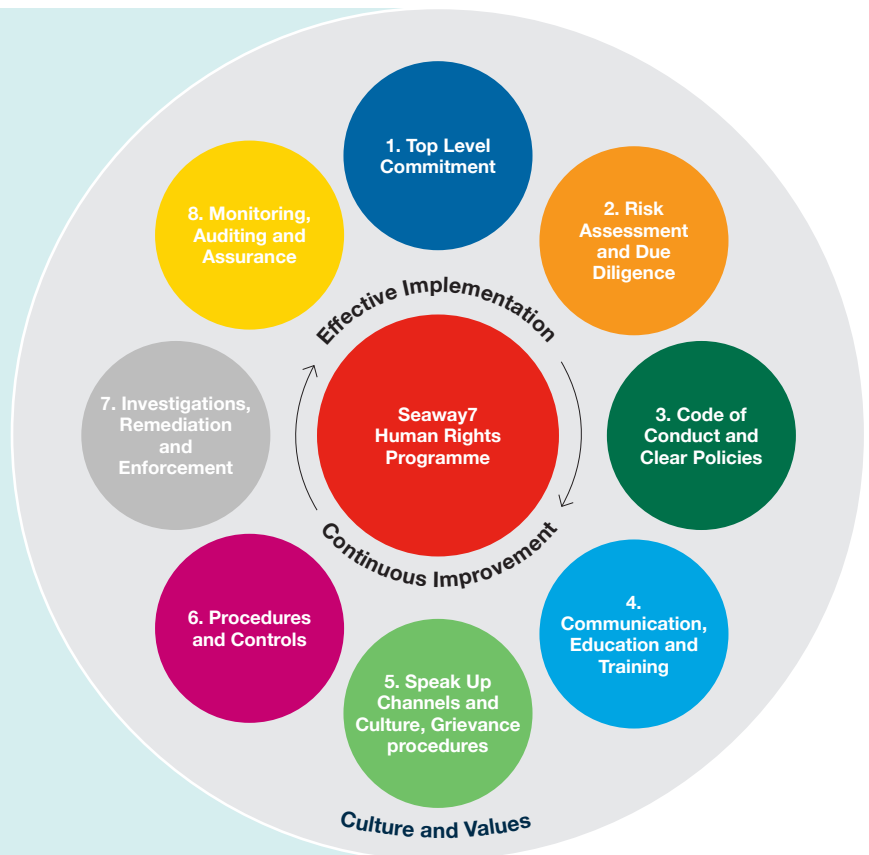 1. Top Level
Commitment
2. Risk
Assessment
and Due
Diligence
3. Code of
Conduct and
Clear Policies
4.
Communication,
Education and
Training
5. Speak Up
Channels and
Culture, Grievance
procedures
6. Procedures
and Controls
7. Investigations,
Remediation
and
Enforcement
8. Monitoring,
Auditing and
Assurance
Effective Implementation
Seaway7
Human Rights
Programme
Continuous Improvement
Culture and Values